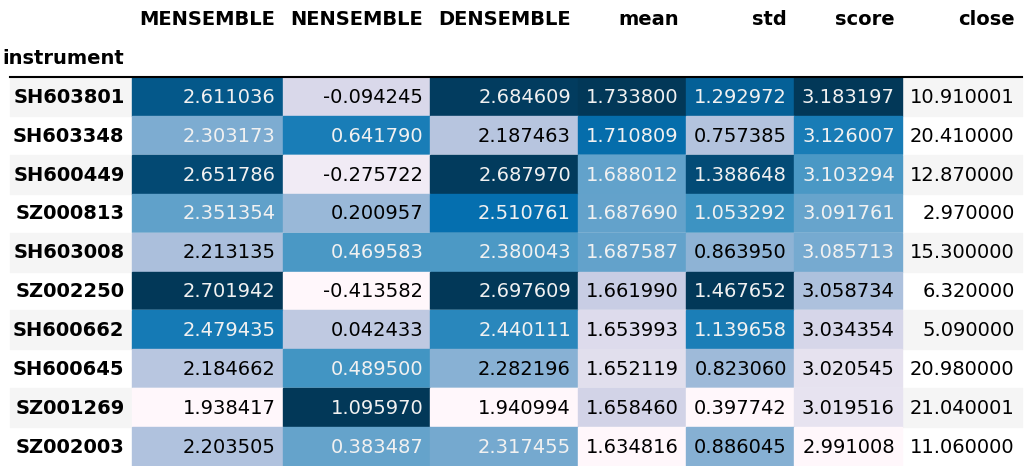 MENSEMBLE NENSEMBLE DENSEMBLE mean std score close
instrument
SH603801 2.611036 -0.094245 2.684609 1.733800 1.292972 3.183197 10.910001
SH603348 2.303173 0.641790 2.187463 1.710809 0.757385 3.126007 20.410000
SH600449 2.651786 -0.275722 2.687970 1.688012 1.388648 3.103294 12.870000
SZ000813 2.351354 0.200957 2.510761 1.687690 1.053292 3.091761 2.970000
SH603008 2.213135 0.469583 2.380043 1.687587 0.863950 3.085713 15.300000
SZ002250 2.701942 -0.413582 2.697609 1.661990 1.467652 3.058734 6.320000
SH600662 2.479435 0.042433 2.440111 1.653993 1.139658 3.034354 5.090000
SH600645 2.184662 0.489500 2.282196 1.652119 0.823060 3.020545 20.980000
SZ001269 1.938417 1.095970 1.940994 1.658460 0.397742 3.019516 21.040001
SZ002003 2.203505 0.383487 2.317455 1.634816 0.886045 2.991008 11.060000